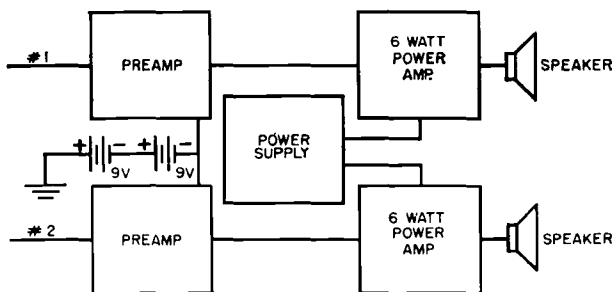 #1
PREAMP
6 WATT
POWER
AMP.
SPEAKER
POWER
SUPPLY
+ - + -
9V 9V
#2
PREAMP
6 WATT
POWER
AMP
SPEAKER